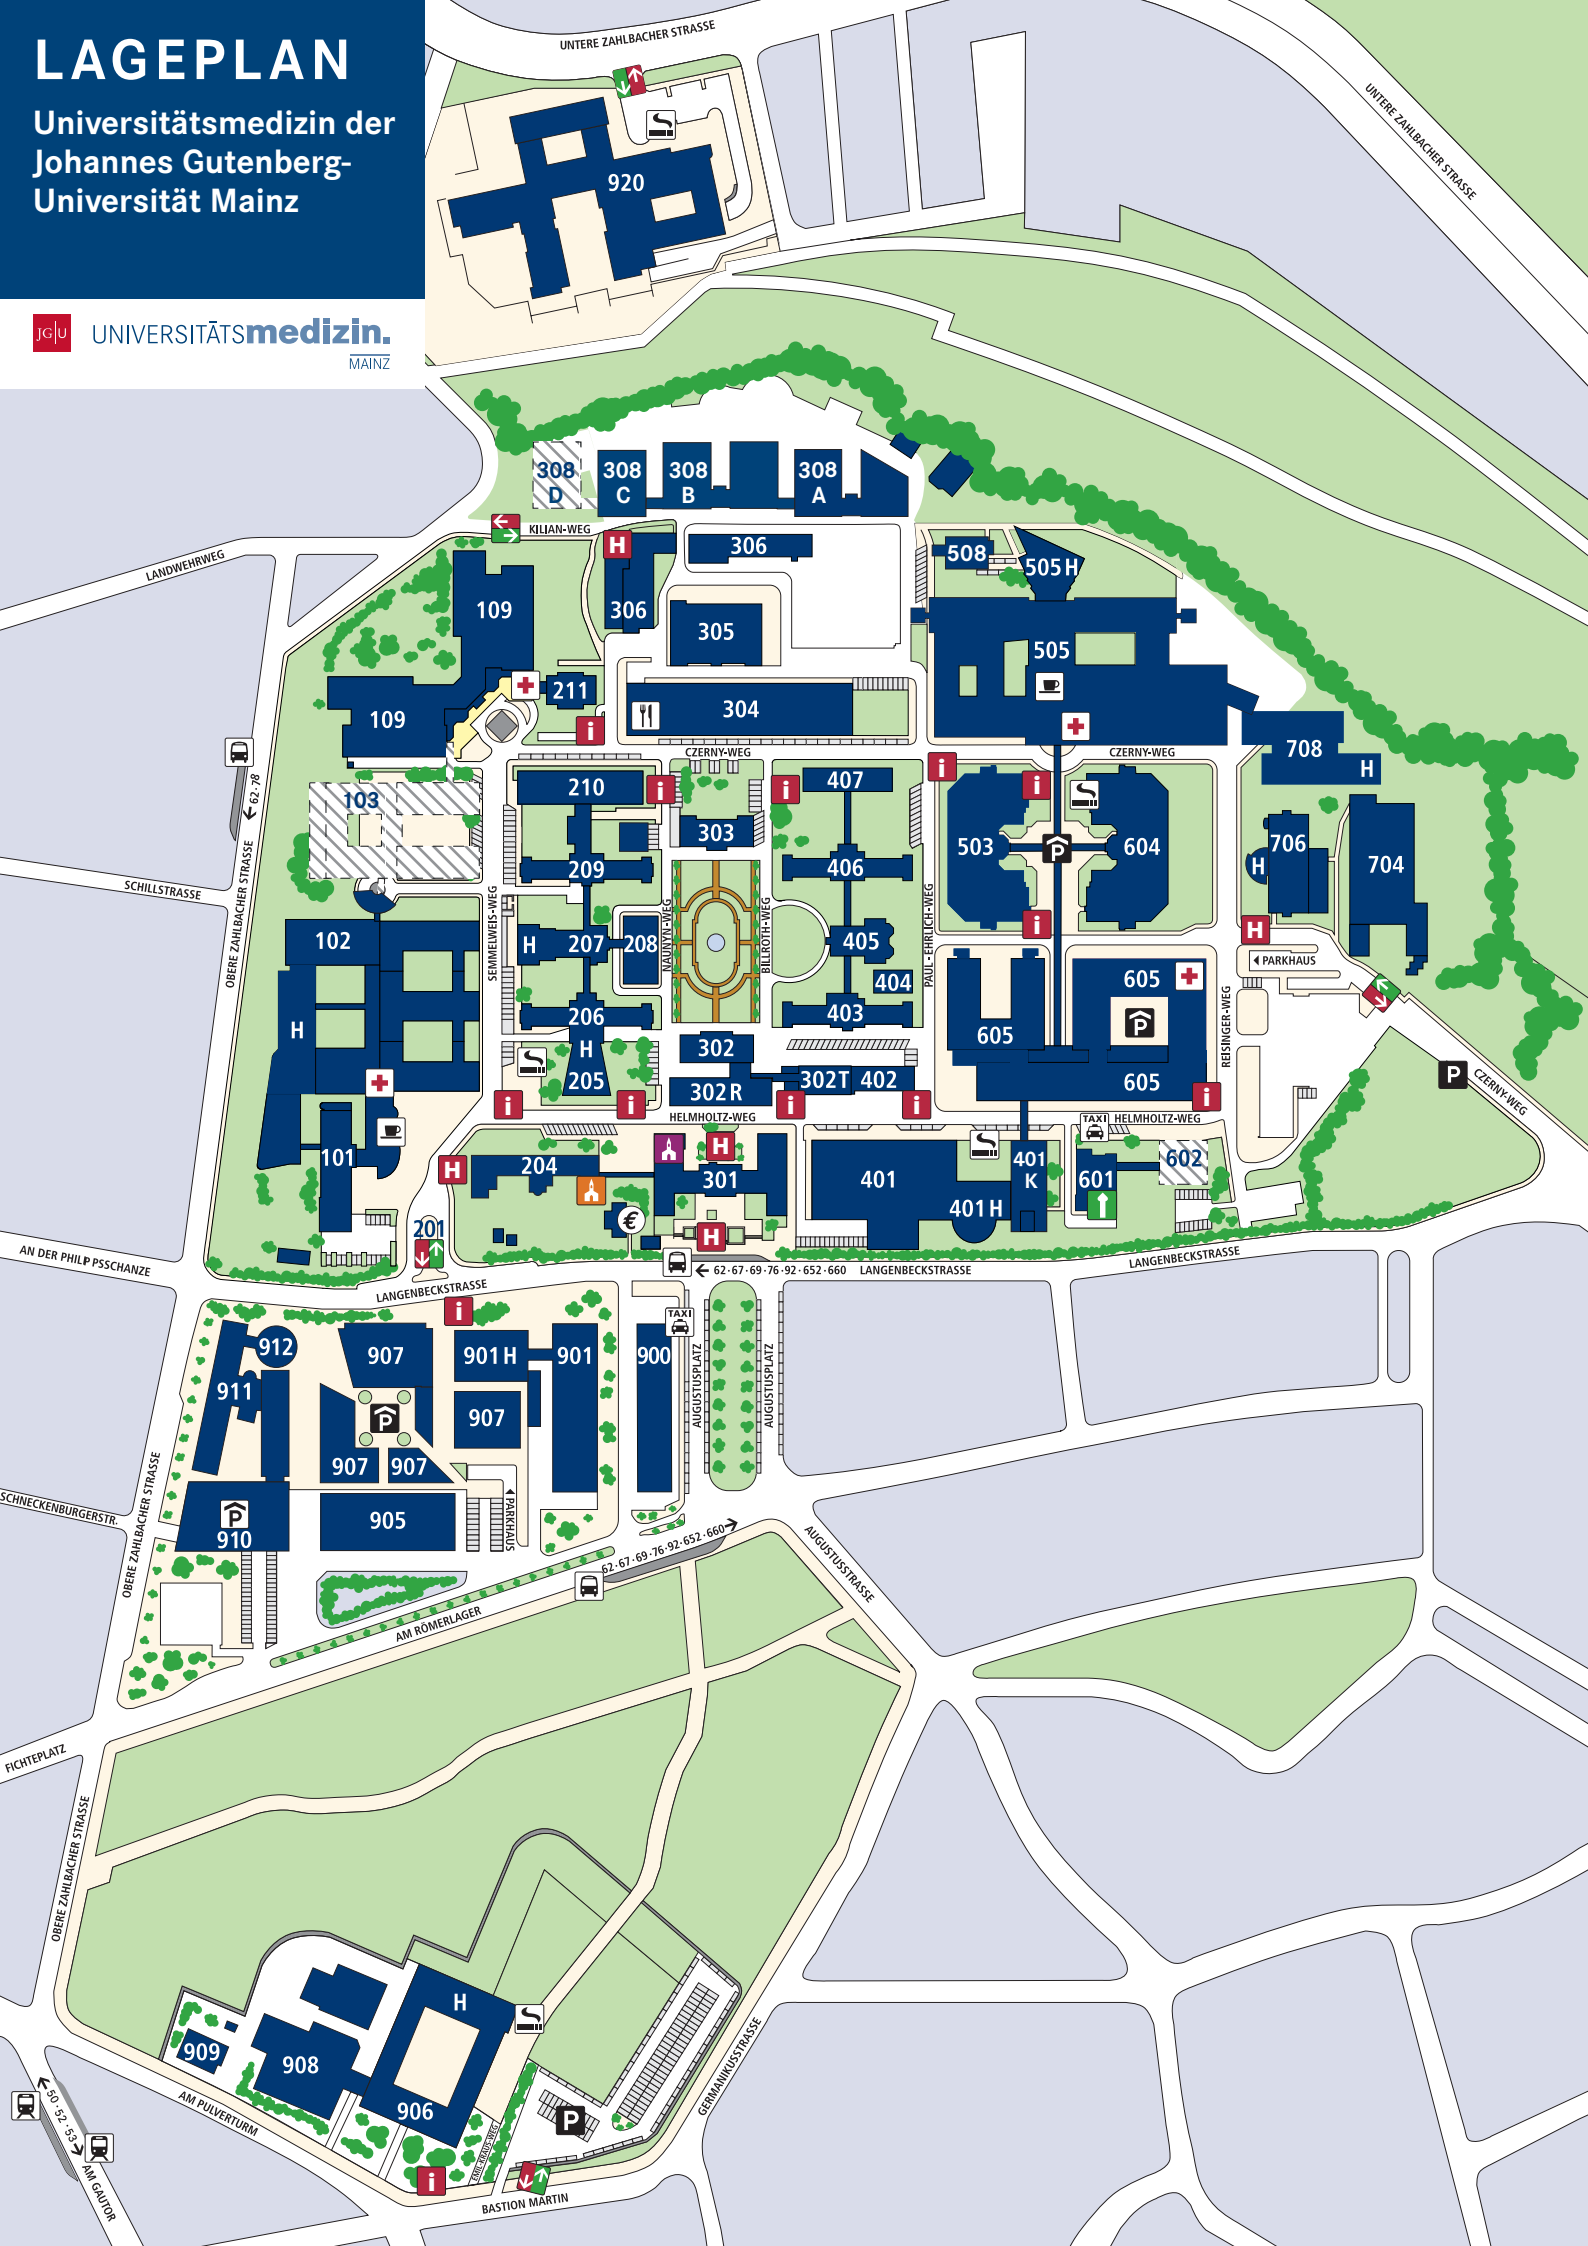 LAGEPLAN
Universitätsmedizin der
Johannes Gutenberg-
Universität Mainz
JG|U
UNIVERSITĀTSmedizin.
MAINZ
UNTERE ZAHLBACHER STRASSE
UNTERE ZAHLBACHER STRASSE
UNTERE ZAHLBACHER STRASSE
920
308
D
308
C
308
B
308
A
KILIAN-WEG
LANDWEHRWEG
H
306
306
508
505 H
109
305
505
211
109
304
i
CZERNY-WEG
CZERNY-WEG
708
H
62·78
103
210
i
i
407
i
i
303
503
604
706
H
704
209
406
SCHILLSTRASSE
OBERE ZAHLBACHER STRASSE
SEMMELWEIS-WEG
NAUNYN-WEG
BILLROTH-WEG
PAUL-EHRLICH-WEG
i
H
102
H
207
208
405
PARKHAUS
404
605
H
206
403
P
605
REISINGER-WEG
H
205
302
302 R
302T
402
605
P
CZERNY-WEG
i
i
i
i
i
HELMHOLTZ-WEG
HELMHOLTZ-WEG
TAXI
101
H
204
H
301
401
401
K
401 H
601
602
201
€
H
62·67·69·76·92·652·660
LANGENBECKSTRASSE
LANGENBECKSTRASSE
AN DER PHILIPPSSCHANZE
LANGENBECKSTRASSE
i
TAXI
912
907
901 H
901
900
911
907
P
907
907
AUGUSTUSPLATZ
AUGUSTUSPLATZ
SCHNECKENBURGERSTR.
OBERE ZAHLBACHER STRASSE
P
910
905
PARKHAUS
62·67·69·76·92·652·660
AUGUSTUSSTRASSE
AM RÖMERLAGER
FICHTEPLATZ
OBERE ZAHLBACHER STRASSE
H
909
908
906
P
EMIL-KRAUS-WEG
GERMANIKUSSTRASSE
AM PULVERTURM
50·52·53
AM GAUTOR
i
BASTION MARTIN